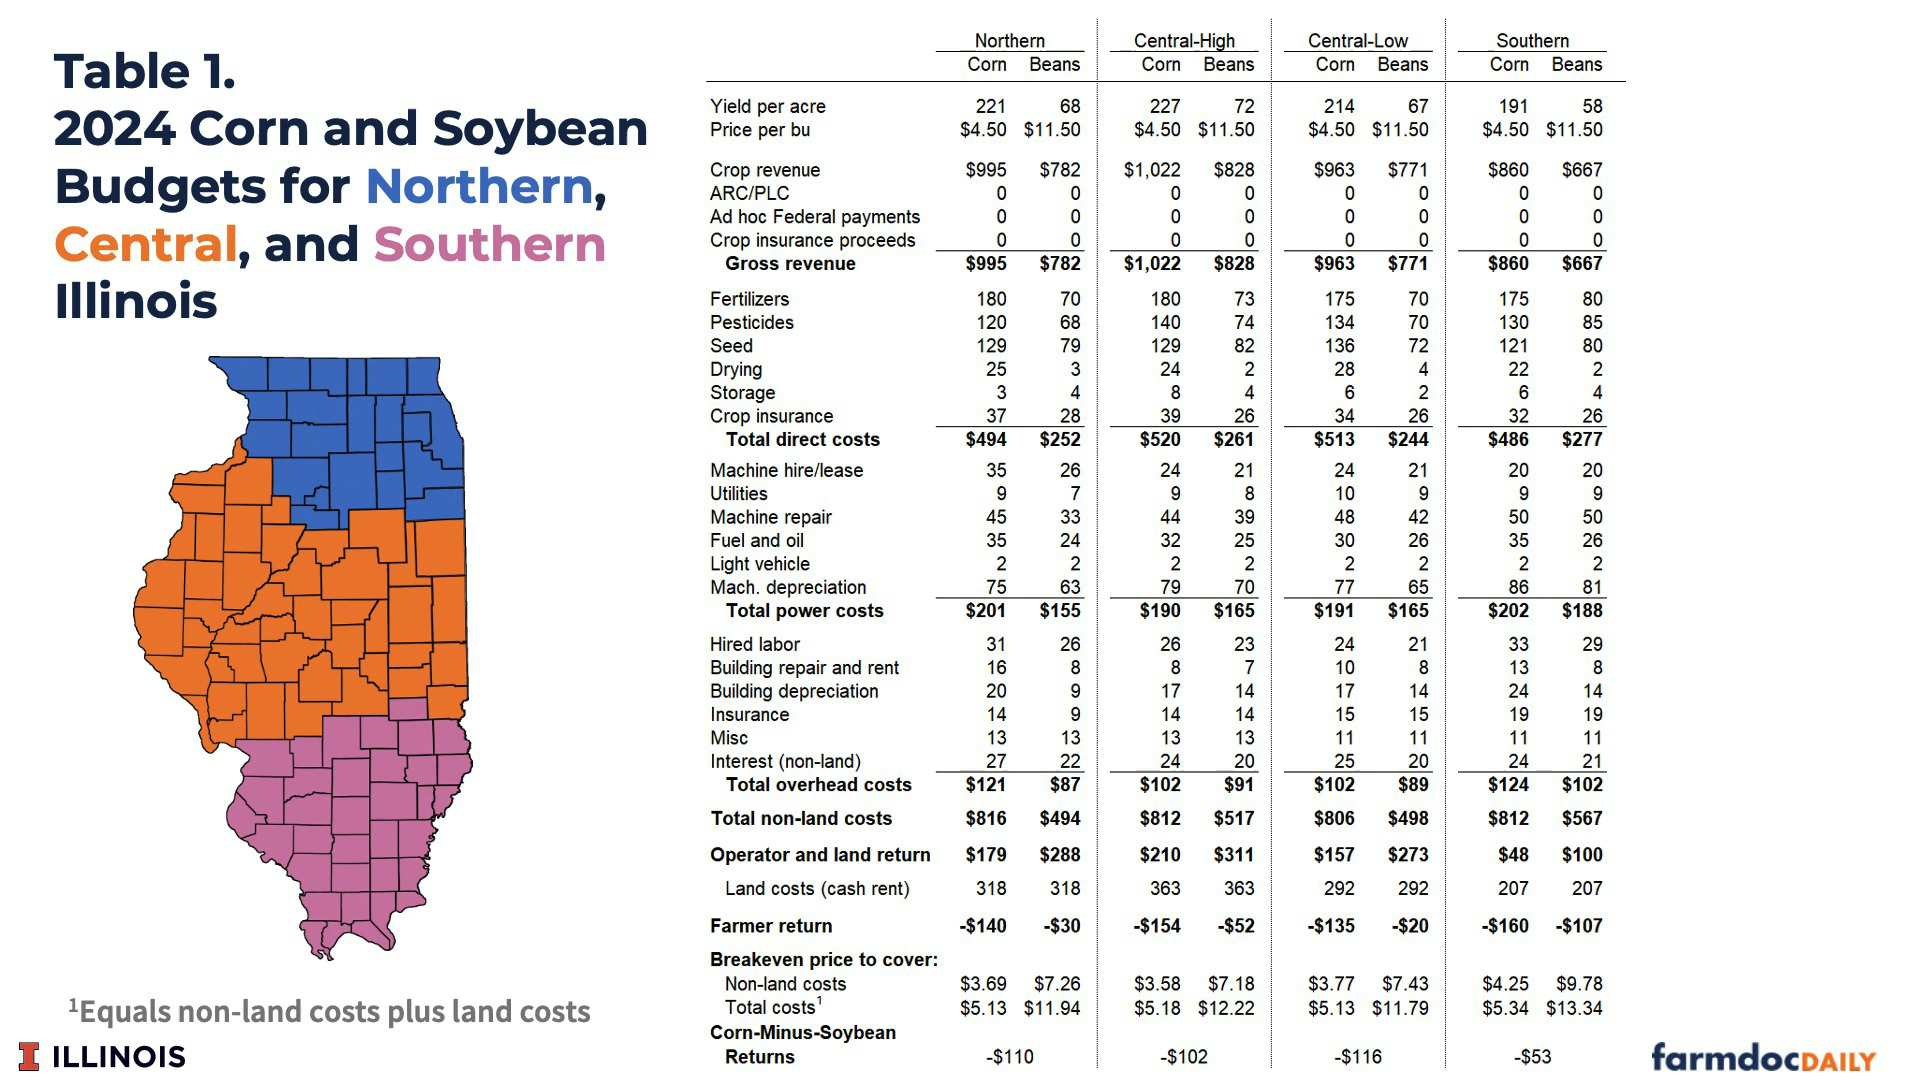 Table 1.
2024 Corn and Soybean
Budgets for Northern,
Central, and Southern
Illinois
Northern Central-High Central-Low Southern
Corn Beans Corn Beans Corn Beans Corn Beans
Yield per acre 221 68 227 72 214 67 191 58
Price per bu $4.50 $11.50 $4.50 $11.50 $4.50 $11.50 $4.50 $11.50
Crop revenue $995 $782 $1,022 $828 $963 $771 $860 $667
ARC/PLC 0 0 0 0 0 0 0 0
Ad hoc Federal payments 0 0 0 0 0 0 0 0
Crop insurance proceeds 0 0 0 0 0 0 0 0
Gross revenue $995 $782 $1,022 $828 $963 $771 $860 $667
Fertilizers 180 70 180 73 175 70 175 80
Pesticides 120 68 140 74 134 70 130 85
Seed 129 79 129 82 136 72 121 80
Drying 25 3 24 2 28 4 22 2
Storage 3 4 8 4 6 2 6 4
Crop insurance 37 28 39 26 34 26 32 26
Total direct costs $494 $252 $520 $261 $513 $244 $486 $277
Machine hire/lease 35 26 24 21 24 21 20 20
Utilities 9 7 9 8 10 9 9 9
Machine repair 45 33 44 39 48 42 50 50
Fuel and oil 35 24 32 25 30 26 35 26
Light vehicle 2 2 2 2 2 2 2 2
Mach. depreciation 75 63 79 70 77 65 86 81
Total power costs $201 $155 $190 $165 $191 $165 $202 $188
Hired labor 31 26 26 23 24 21 33 29
Building repair and rent 16 8 8 7 10 8 13 8
Building depreciation 20 9 17 14 17 14 24 14
Insurance 14 9 14 14 15 15 19 19
Misc 13 13 13 13 11 11 11 11
Interest (non-land) 27 22 24 20 25 20 24 21
Total overhead costs $121 $87 $102 $91 $102 $89 $124 $102
Total non-land costs $816 $494 $812 $517 $806 $498 $812 $567
Operator and land return $179 $288 $210 $311 $157 $273 $48 $100
Land costs (cash rent) 318 318 363 363 292 292 207 207
Farmer return -$140 -$30 -$154 -$52 -$135 -$20 -$160 -$107
Breakeven price to cover:
Non-land costs $3.69 $7.26 $3.58 $7.18 $3.77 $7.43 $4.25 $9.78
Total costs¹ $5.13 $11.94 $5.18 $12.22 $5.13 $11.79 $5.34 $13.34
Corn-Minus-Soybean
Returns -$110 -$102 -$116 -$53
¹Equals non-land costs plus land costs
I ILLINOIS
farmdocDAILY